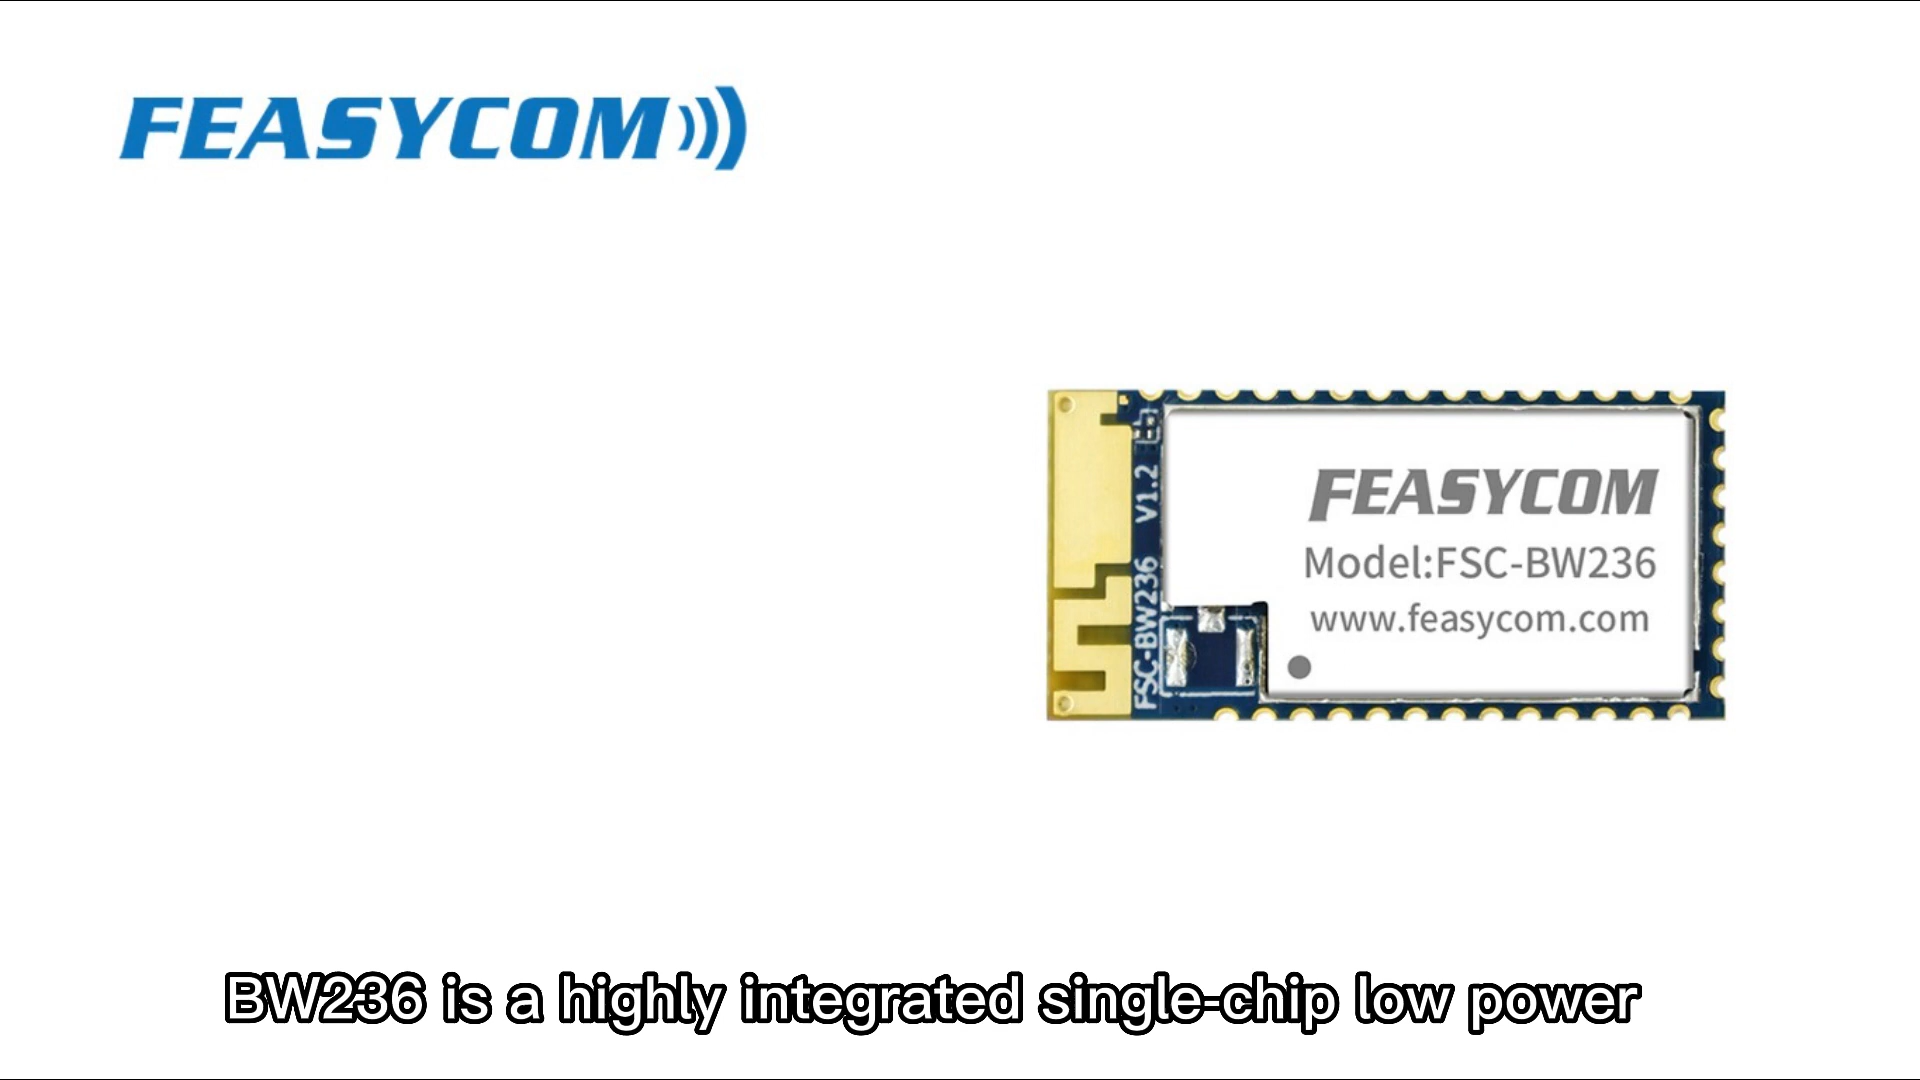 FEASYCOM
FSC-BW236 V1.2
FEASYCOM
Model:FSC-BW236
www.feasycom.com
BW236 is a highly integrated single-chip low power